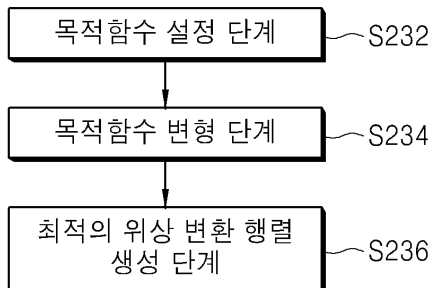 목적함수 설정 단계
S232
목적함수 변형 단계
S234
최적의 위상 변환 행렬
생성 단계
S236